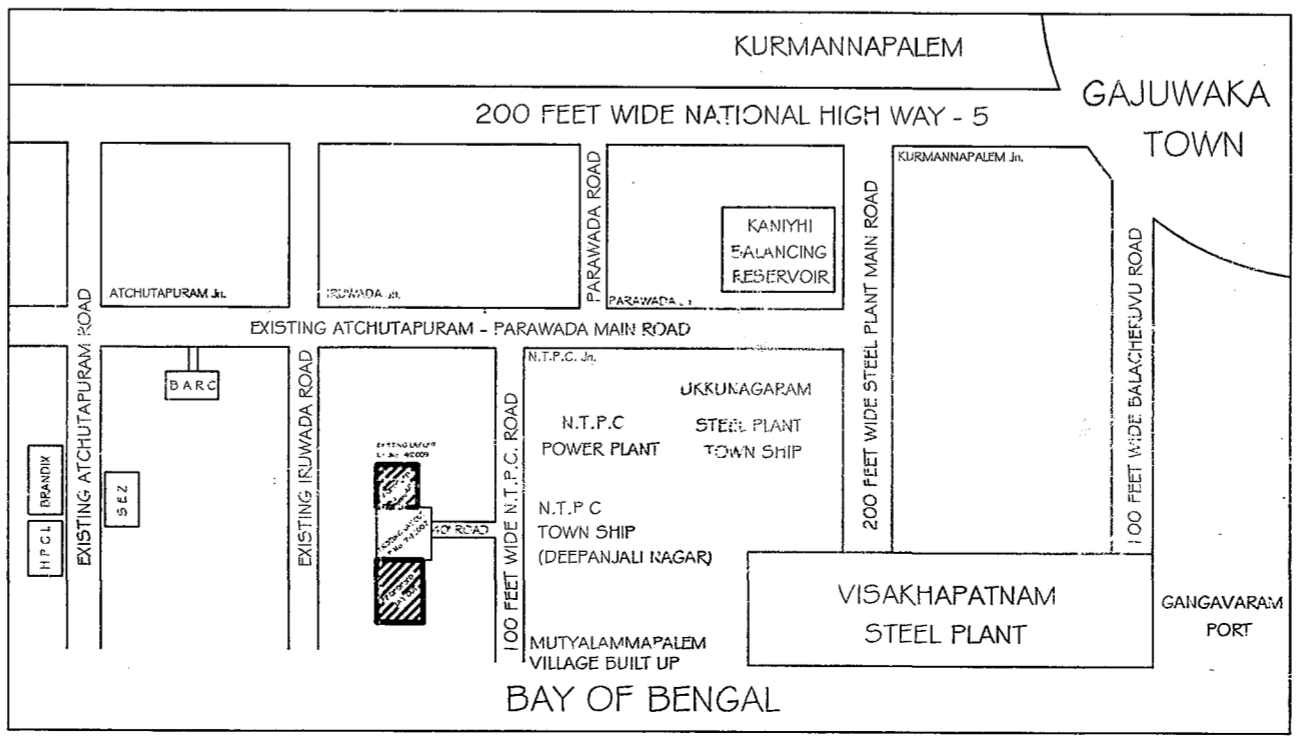 KURMANNAPALEM
GAJUWAKA
TOWN
200 FEET WIDE NATIONAL HIGH WAY - 5
KURMANNAPALEM Jn.
PARAWADA ROAD
KANIYHI
BALANCING
RESERVOIR
200 FEET WIDE STEEL PLANT MAIN ROAD
100 FEET WIDE BALACHERUVU ROAD
ATCHUTAPURAM Jn.
IRUWADA Jn.
PARAWADA
EXISTING ATCHUTAPURAM - PARAWADA MAIN ROAD
EXISTING ATCHUTAPURAM ROAD
BARC
EXISTING IRUWADA ROAD
N.T.P.C. Jn.
100 FEET WIDE N.T.P.C. ROAD
UKKUNAGARAM
STEEL PLANT
TOWN SHIP
N.T.P.C
POWER PLANT
BRANDIX
HPCL
SEZ
EXISTING LAYOUT
40' ROAD
PROPOSED
LAYOUT
N.T.P C
TOWN SHIP
(DEEPANJALI NAGAR)
VISAKHAPATNAM
STEEL PLANT
GANGAVARAM
PORT
MUTYALAMMAPALEM
VILLAGE BUILT UP
BAY OF BENGAL